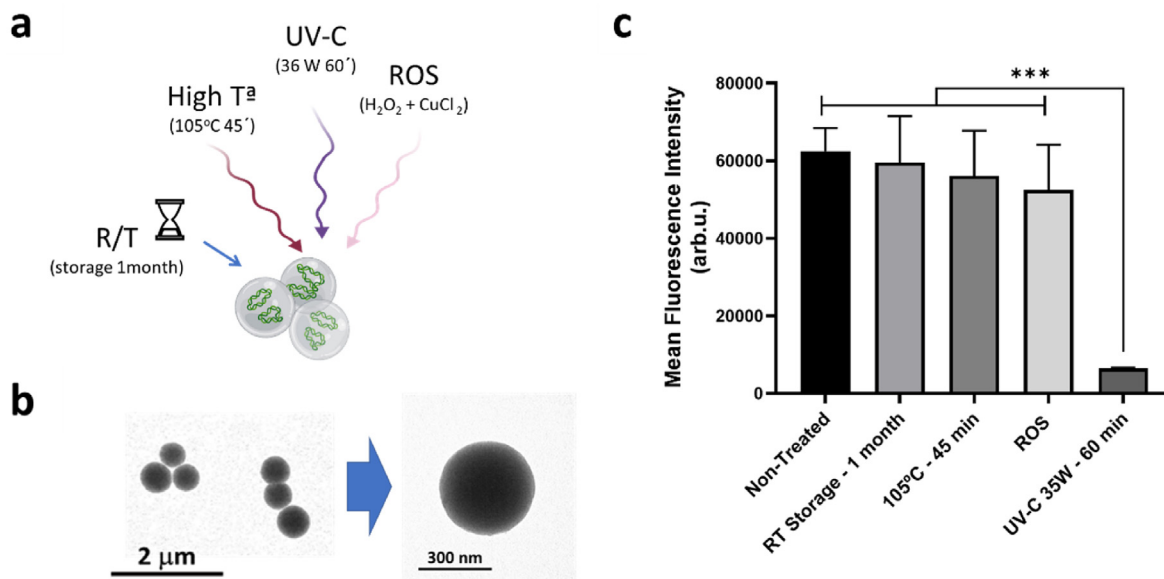 a
UV-C
(36 W 60´)
ROS
(H₂O₂ + CuCl₂)
High Tª
(105ºC 45´)
R/T
(storage 1month)
b
2 μm
300 nm
c
***
Mean Fluorescence Intensity
(arb.u.)
80000
60000
40000
20000
0
Non-Treated
RT Storage - 1 month
105ºC - 45 min
ROS
UV-C 35W - 60 min